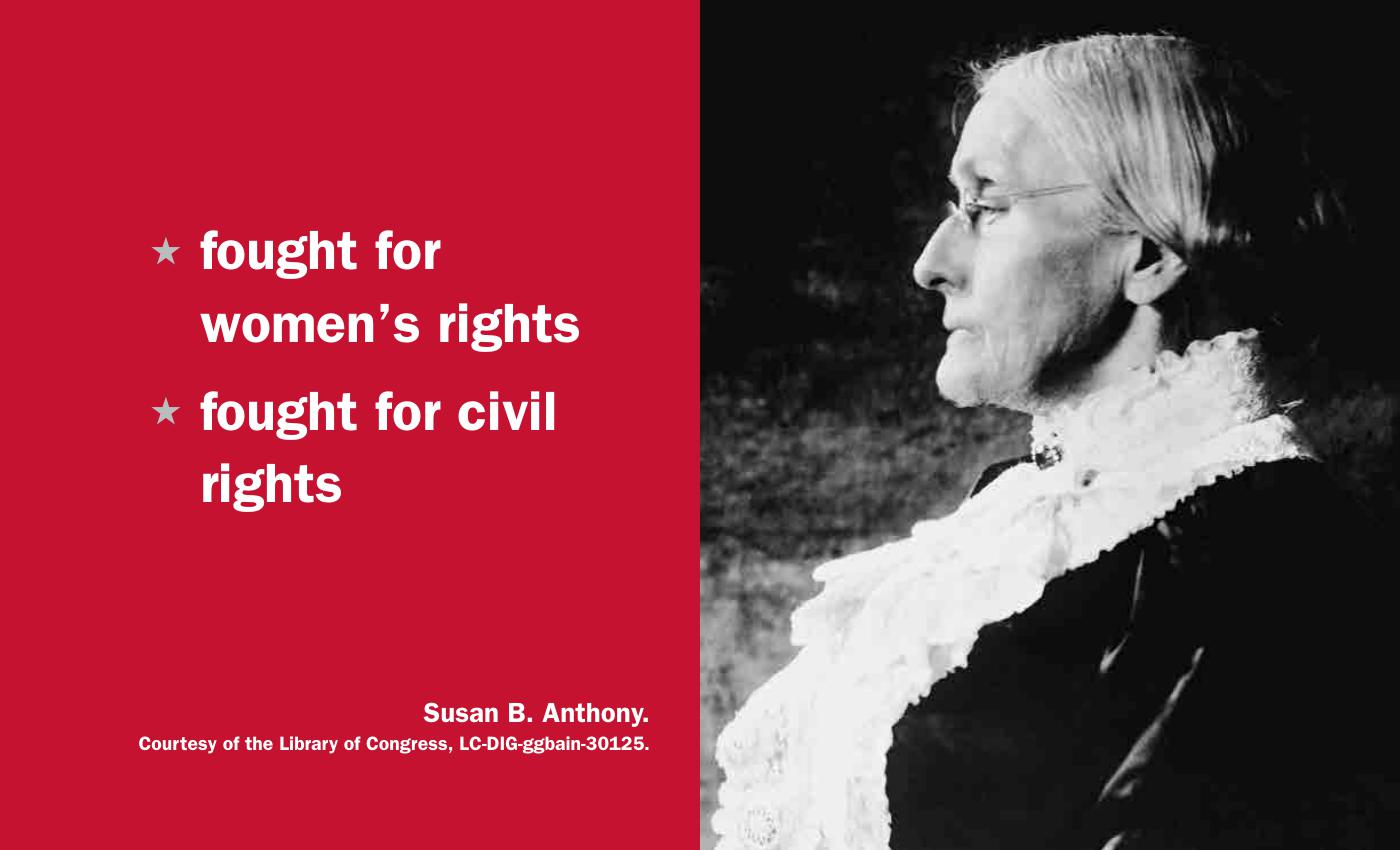 fought for
women’s rights
fought for civil
rights
Susan B. Anthony.
Courtesy of the Library of Congress, LC-DIG-ggbain-30125.